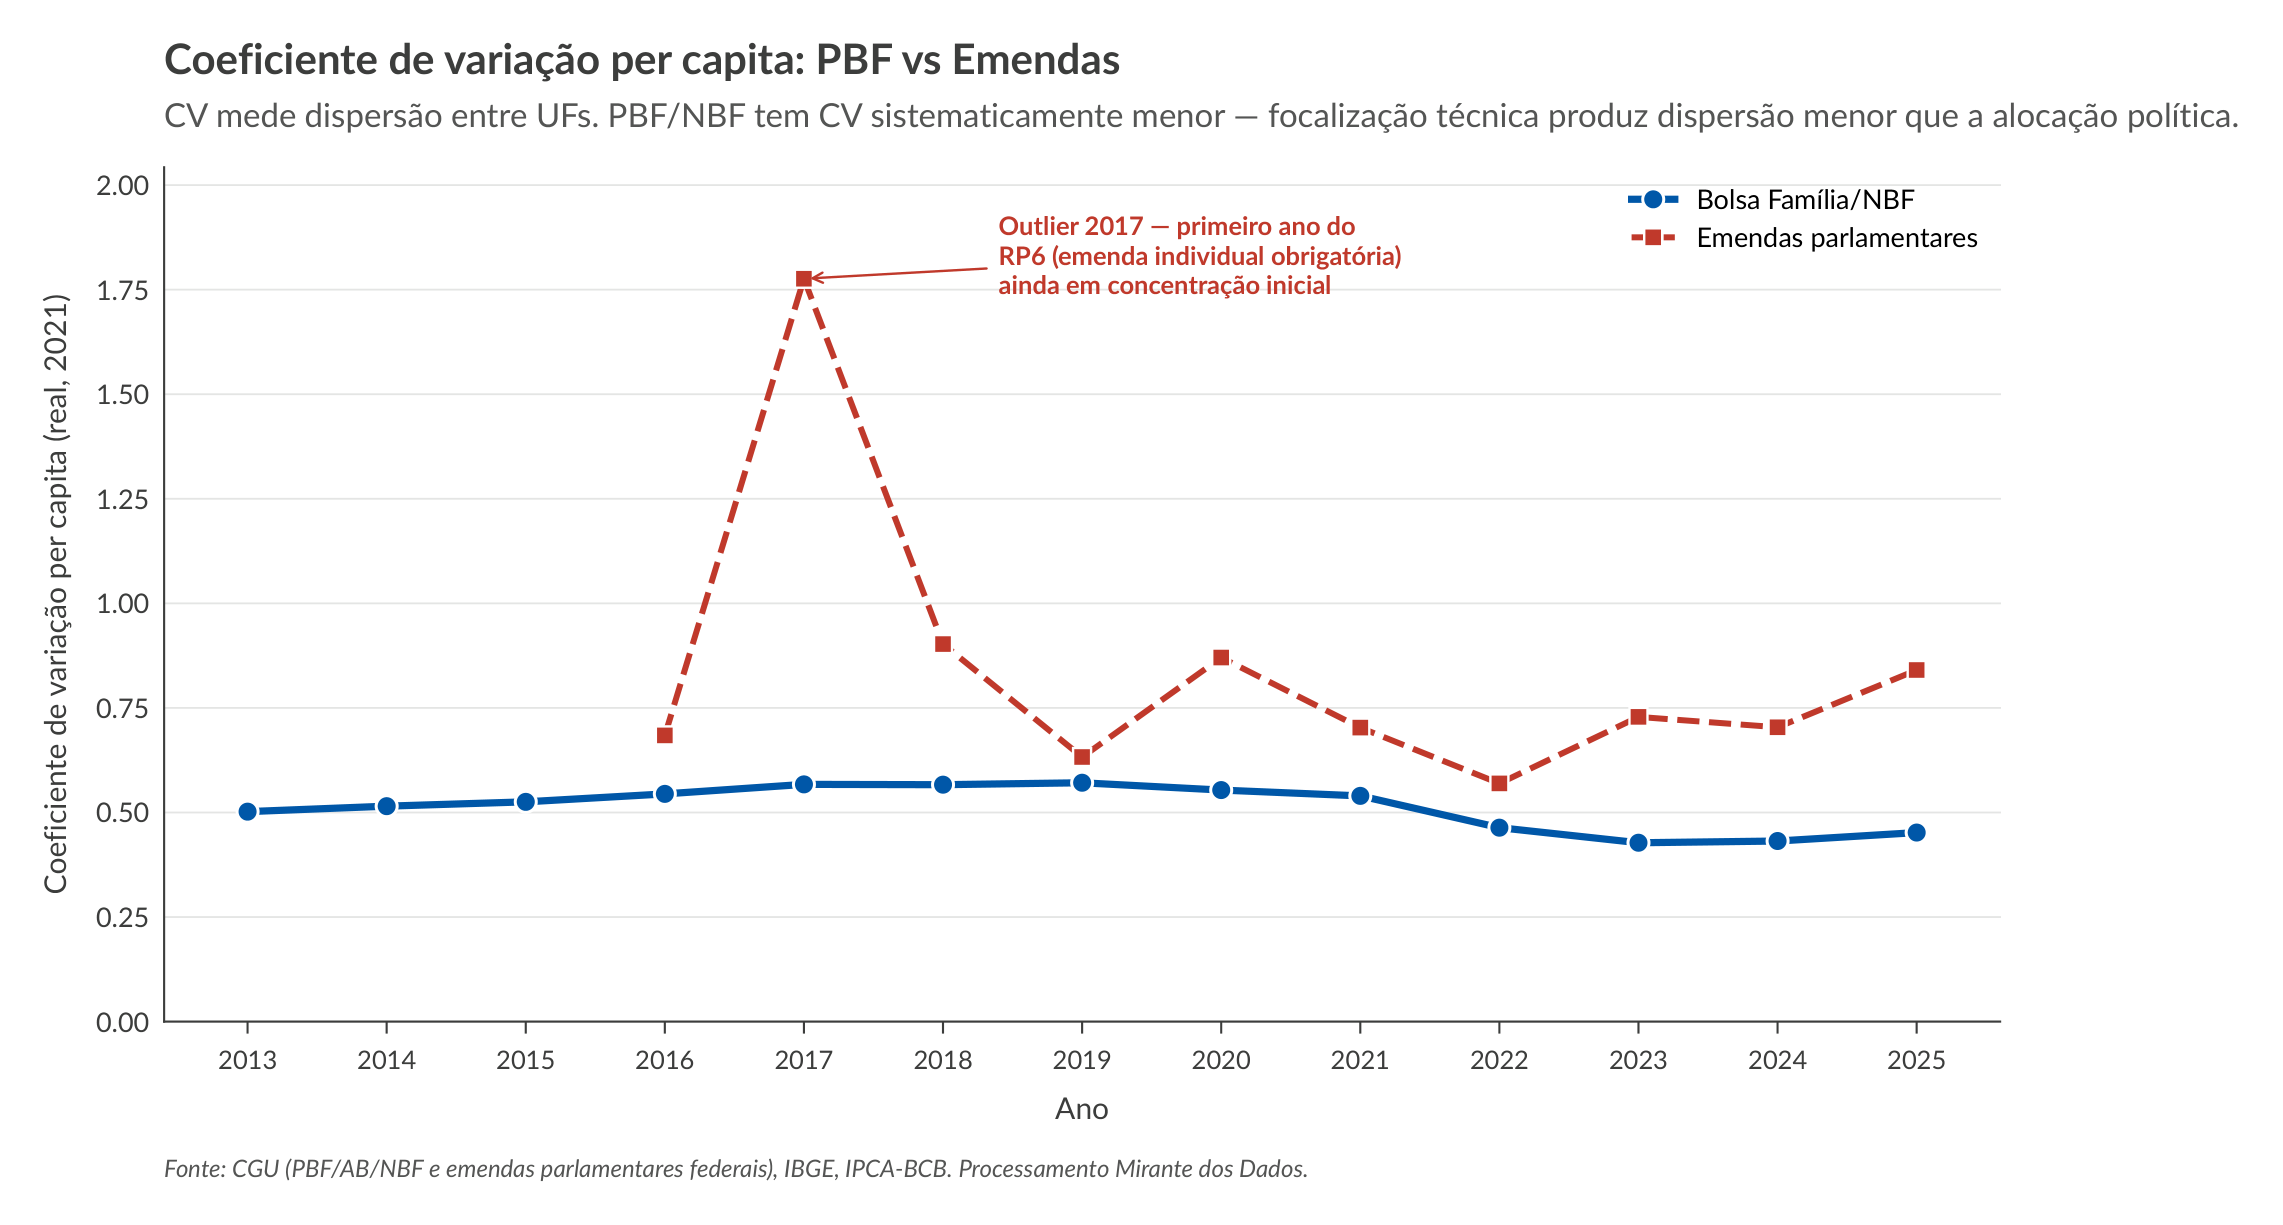 Coeficiente de variação per capita: PBF vs Emendas
CV mede dispersão entre UFs. PBF/NBF tem CV sistematicamente menor — focalização técnica produz dispersão menor que a alocação política.
Coeficiente de variação per capita (real, 2021)
2.00
1.75
1.50
1.25
1.00
0.75
0.50
0.25
0.00
Outlier 2017 — primeiro ano do
RP6 (emenda individual obrigatória)
ainda em concentração inicial
Bolsa Família/NBF
Emendas parlamentares
2013 2014 2015 2016 2017 2018 2019 2020 2021 2022 2023 2024 2025
Ano
Fonte: CGU (PBF/AB/NBF e emendas parlamentares federais), IBGE, IPCA-BCB. Processamento Mirante dos Dados.